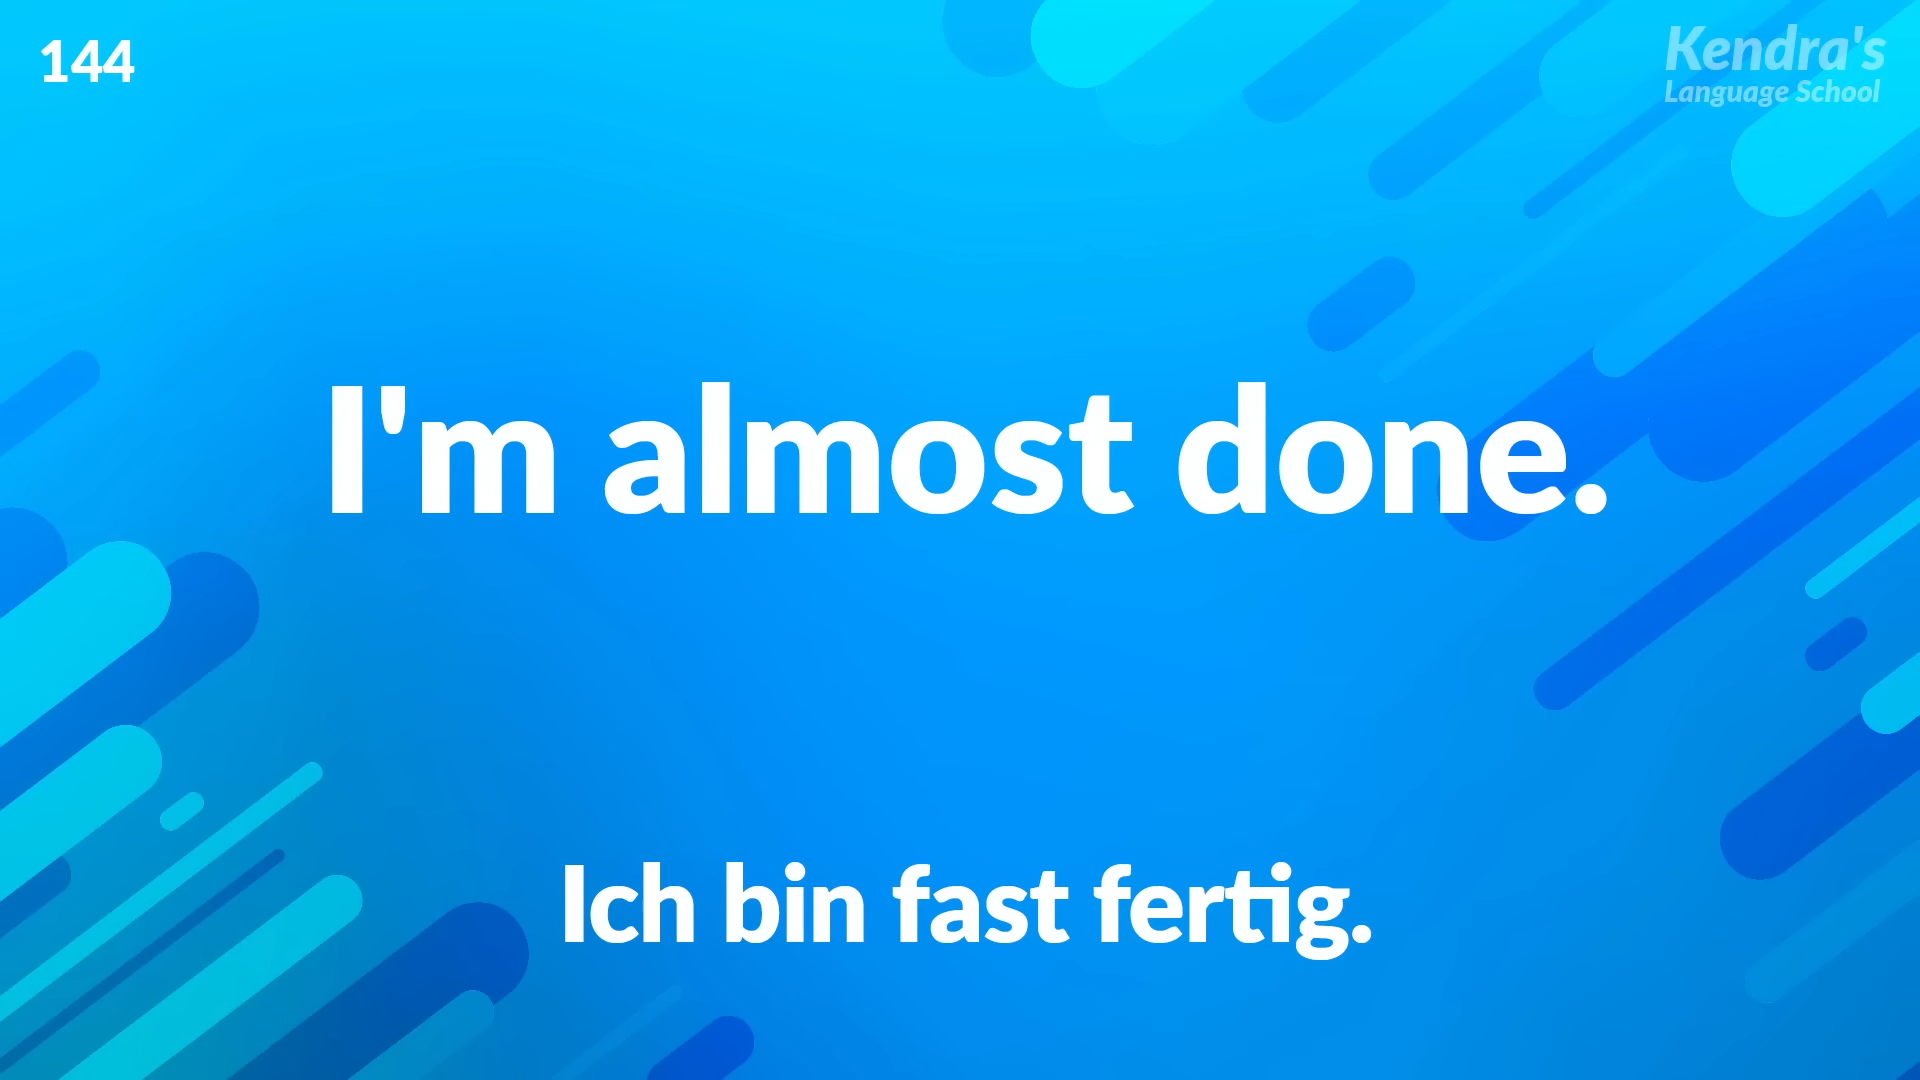 144
Kendra's
Language School
I'm almost done.
Ich bin fast fertig.